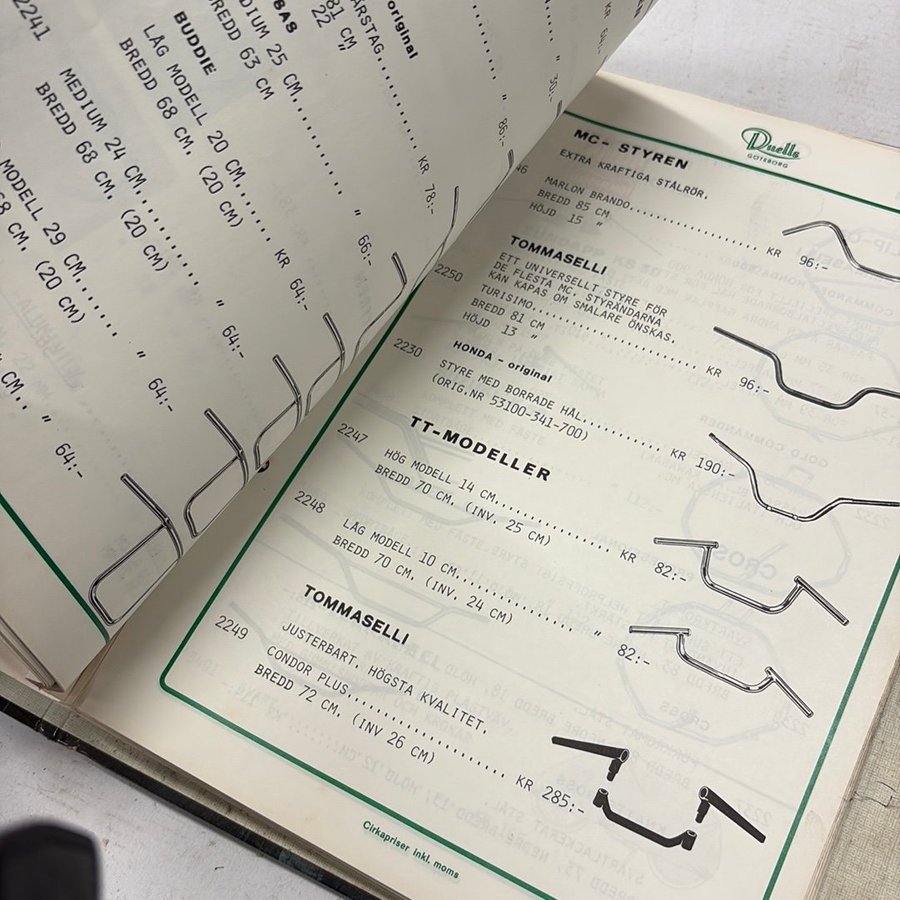 2241
original
81 CM
22 "
KR 78:-
" 85:-
MEDIUM 25 CM......
BREDD 63 CM
" 66:-
BUDDIE
LÅG MODELL 20 CM......
BREDD 68 CM. (20 CM)
KR 64:-
MEDIUM 24 CM.......
BREDD 68 CM. (20 CM)
" 64:-
MODELL 29 CM......
68 CM. (20 CM)
" 64:-
" 64:-
Duells
GÖTEBORG
MC- STYREN
EXTRA KRAFTIGA STÅLRÖR.
MARLON BRANDO.................. KR 96:-
BREDD 85 CM
HÖJD 15 "
TOMMASELLI
2250
ETT UNIVERSELLT STYRE FÖR
DE FLESTA MC. STYRÄNDARNA
KAN KAPAS OM SMALARE ÖNSKAS.
TURISIMO....................... KR 96:-
BREDD 81 CM
HÖJD 13 "
2230
HONDA - original
STYRE MED BORRADE HÅL.......... KR 190:-
(ORIG.NR 53100-341-700)
TT-MODELLER
2247
HÖG MODELL 14 CM............... KR 82:-
BREDD 70 CM. (INV. 25 CM)
2248
LÅG MODELL 10 CM............... " 82:-
BREDD 70 CM. (INV. 24 CM)
TOMMASELLI
2249
JUSTERBART. HÖGSTA KVALITET.
CONDOR PLUS.................... KR 285:-
BREDD 72 CM. (INV 26 CM)
Cirkapriser inkl. moms